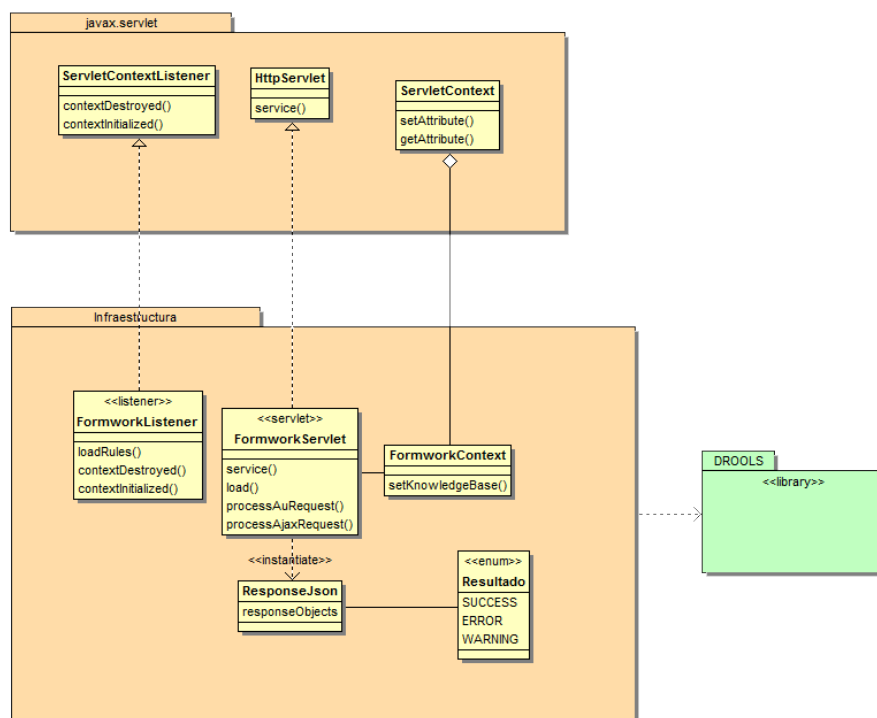 javax.servlet
ServletContextListener
contextDestroyed()
contextInitialized()
HttpServlet
service()
ServletContext
setAttribute()
getAttribute()
Infraestructura
<<listener>>
FormworkListener
loadRules()
contextDestroyed()
contextInitialized()
<<servlet>>
FormworkServlet
service()
load()
processAuRequest()
processAjaxRequest()
FormworkContext
setKnowledgeBase()
DROOLS
<<library>>
<<instantiate>>
ResponseJson
responseObjects
<<enum>>
Resultado
SUCCESS
ERROR
WARNING